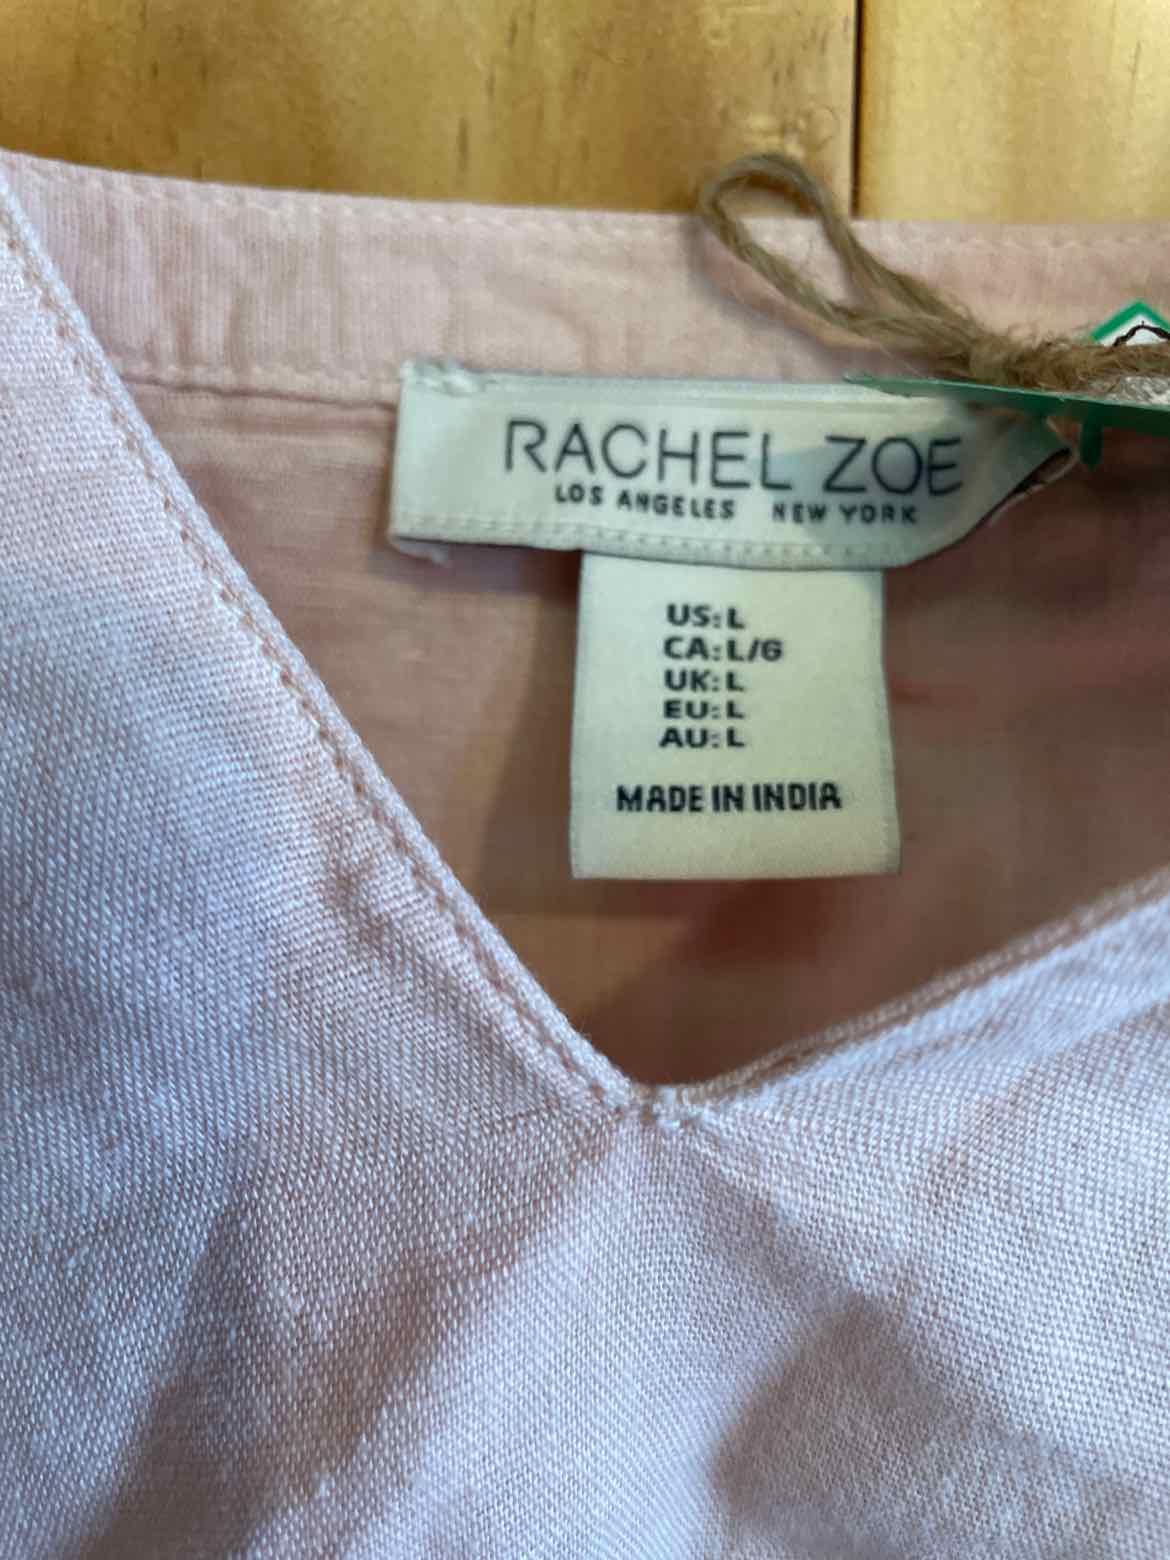 RACHEL ZOE
LOS ANGELES NEW YORK
US: L
CA: L/G
UK: L
EU: L
AU: L
MADE IN INDIA